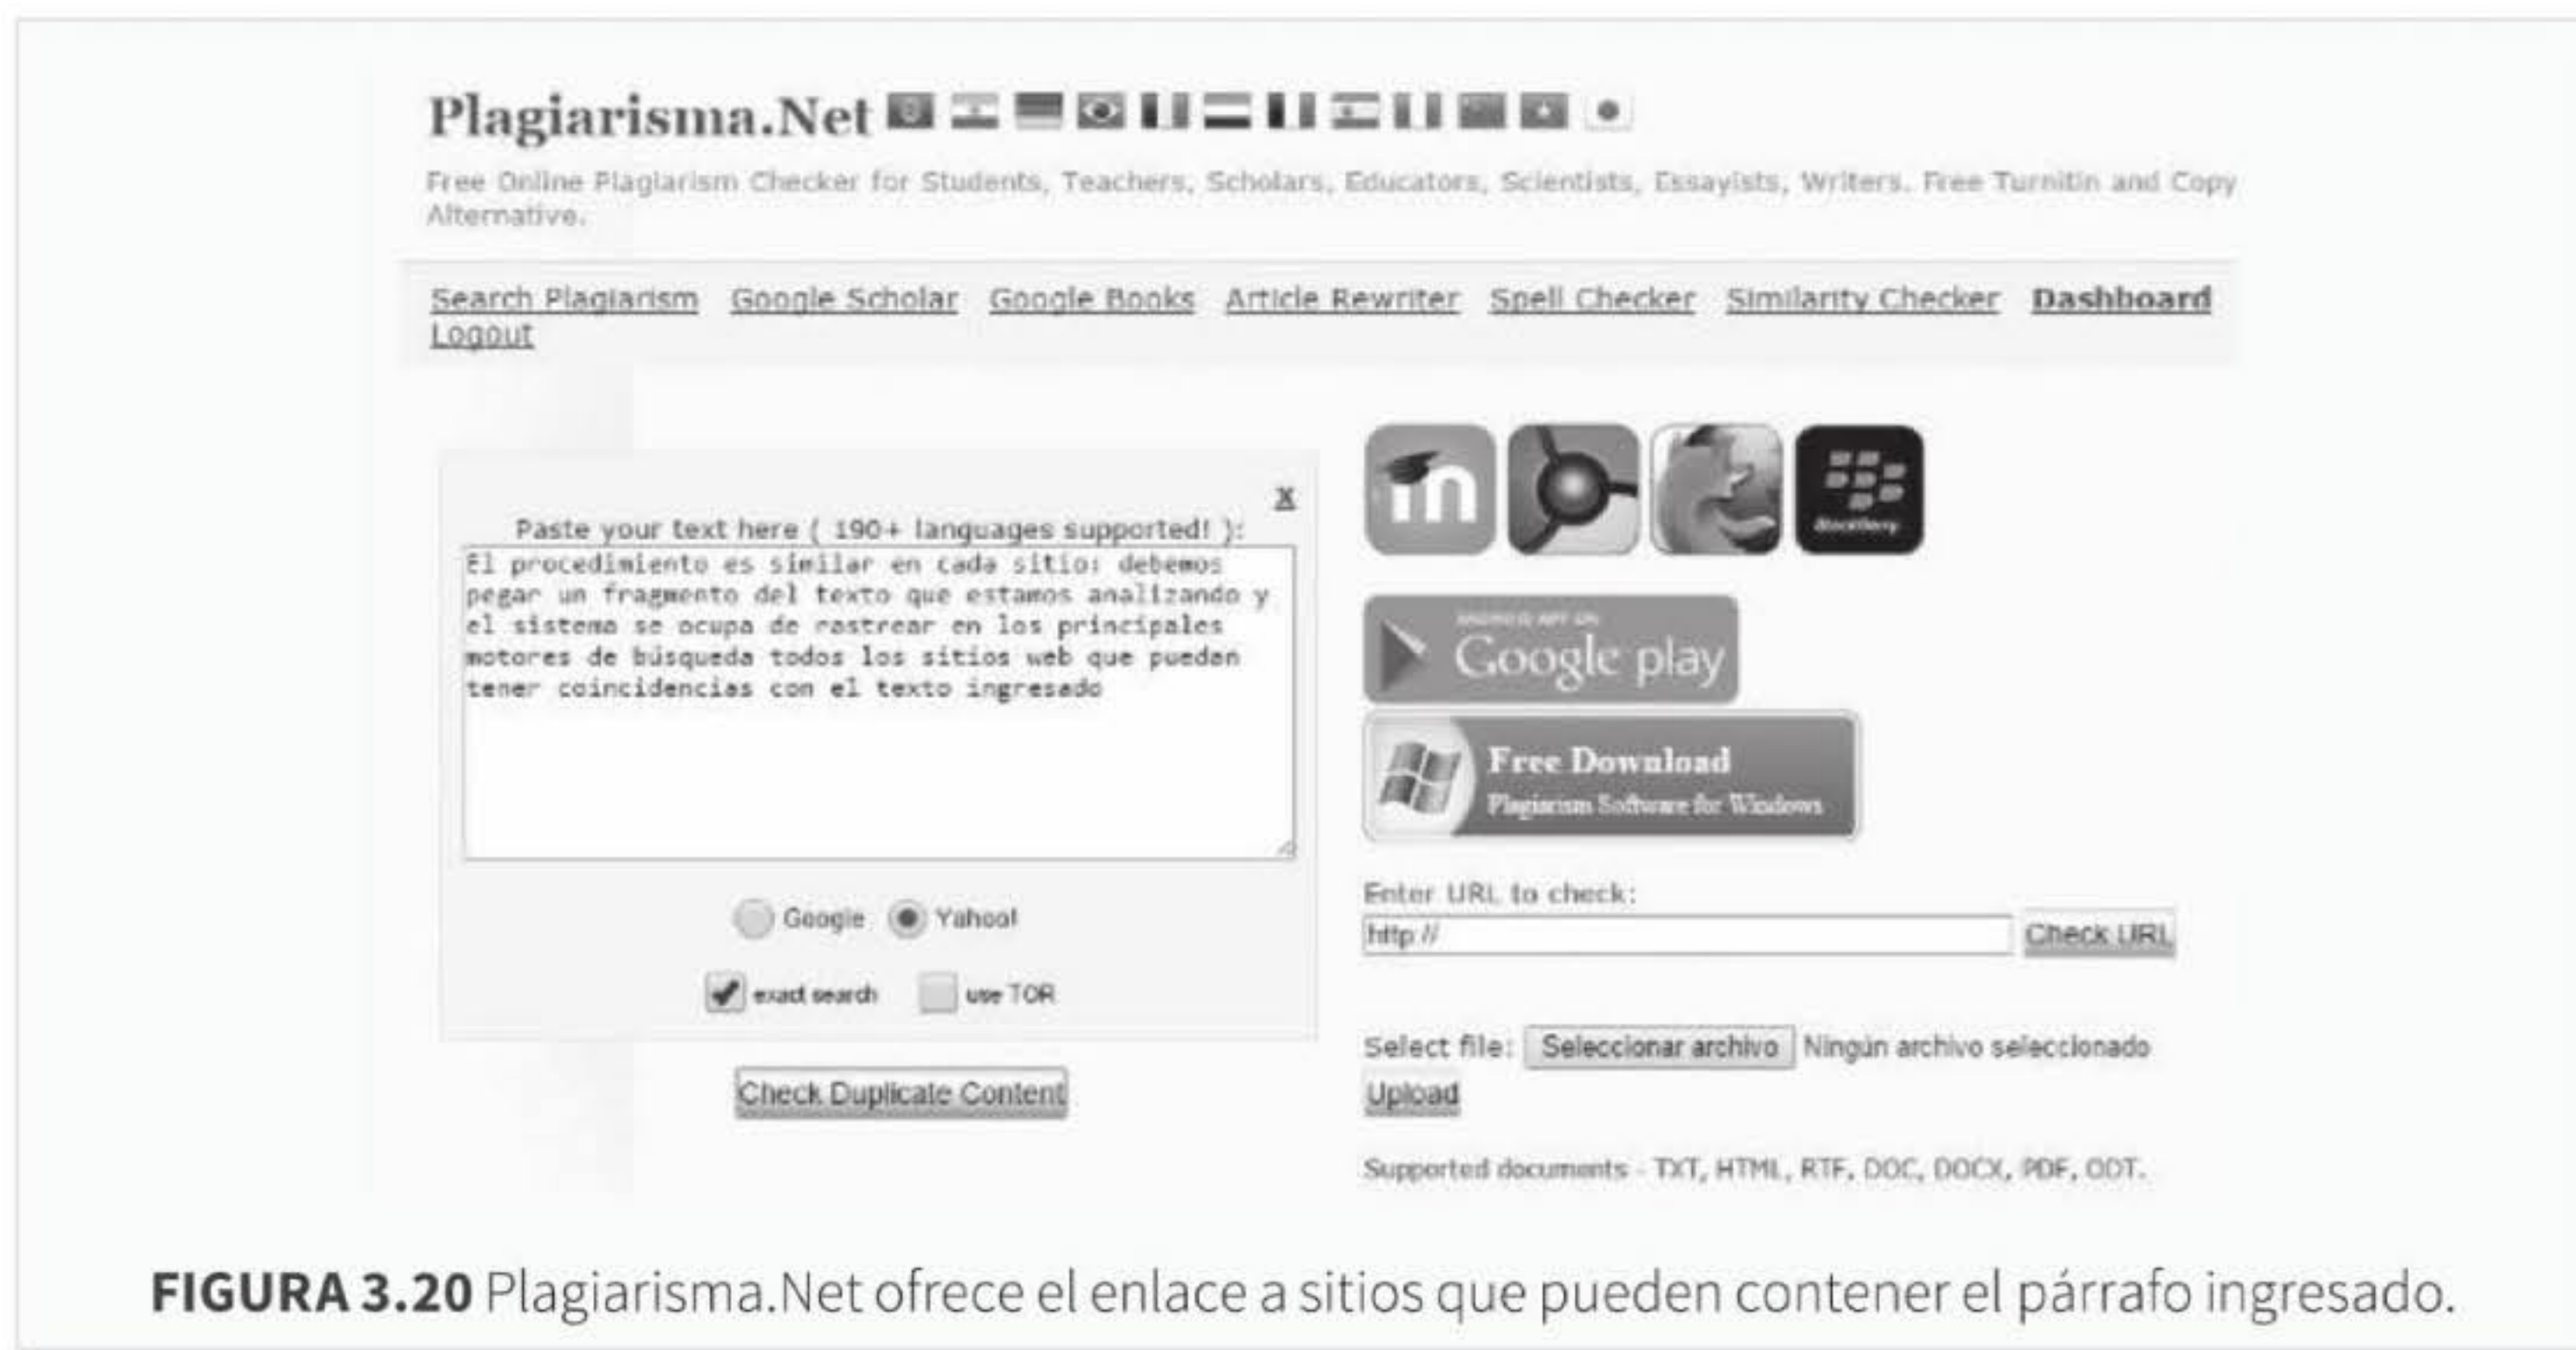 Plagiarisma.Net
Free Online Plagiarism Checker for Students, Teachers, Scholars, Educators, Scientists, Essayists, Writers. Free Turnitin and Copy
Alternative.
Search Plagiarism Google Scholar Google Books Article Rewriter Spell Checker Similarity Checker Dashboard
Logout
X
Paste your text here ( 190+ languages supported! ):
El procedimiento es similar en cada sitio: debemos
pegar un fragmento del texto que estamos analizando y
el sistema se ocupa de rastrear en los principales
motores de búsqueda todos los sitios web que puedan
tener coincidencias con el texto ingresado
Google Yahoo!
exact search use TOR
Check Duplicate Content
m
BlackBerry
ANDROID APP ON
Google play
Free Download
Plagiarism Software for Windows
Enter URL to check:
http://
Check URL
Select file: Seleccionar archivo Ningún archivo seleccionado
Upload
Supported documents - TXT, HTML, RTF, DOC, DOCX, PDF, ODT.
FIGURA 3.20 Plagiarisma.Net ofrece el enlace a sitios que pueden contener el párrafo ingresado.